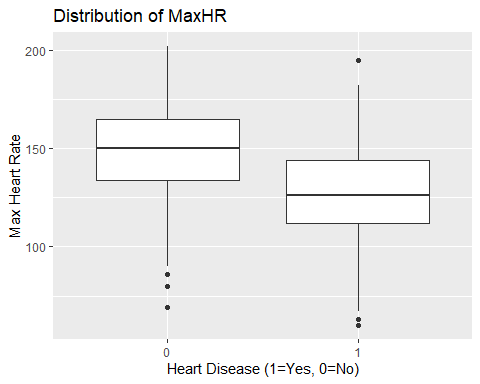 Distribution of MaxHR
200
150
100
Max Heart Rate
0
1
Heart Disease (1=Yes, 0=No)